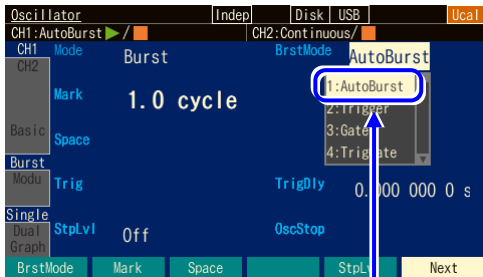 Oscillator Indep Disk USB Ucal
CH1:AutoBurst / CH2:Continuous/
CH1 Mode Burst BrstMode AutoBurst
CH2
Mark 1.0 cycle 1:AutoBurst
2:Trigger
Basic Space 3:Gate
4:TrigGate
Burst
Modu Trig TrigDly 0.000 000 0 s
Single
Dual StpLvl Off OscStop
Graph
BrstMode Mark Space StpLvl Next